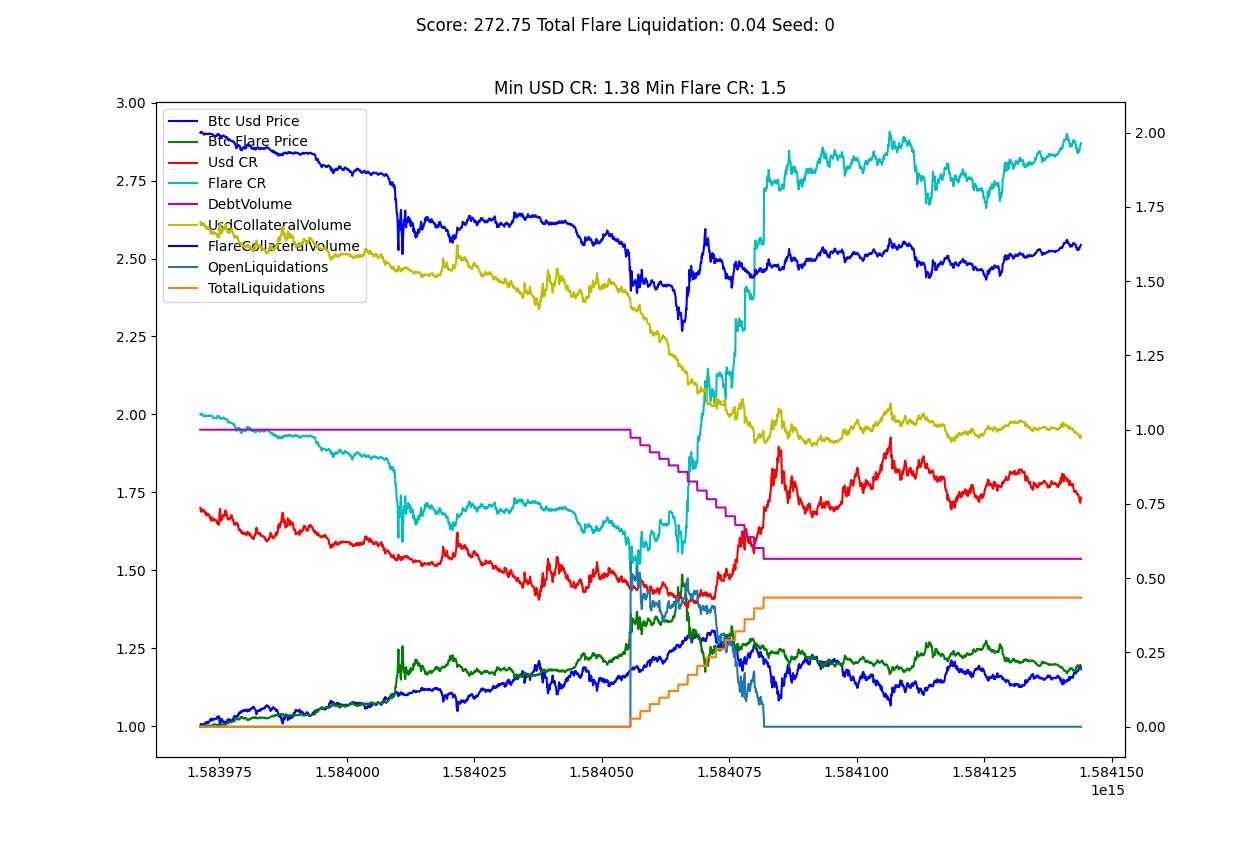 Score: 272.75 Total Flare Liquidation: 0.04 Seed: 0
Min USD CR: 1.38 Min Flare CR: 1.5
3.00
2.75
2.50
2.25
2.00
1.75
1.50
1.25
1.00
Btc Usd Price
Btc Flare Price
Usd CR
Flare CR
DebtVolume
UsdCollateralVolume
FlareCollateralVolume
OpenLiquidations
TotalLiquidations
2.00
1.75
1.50
1.25
1.00
0.75
0.50
0.25
0.00
1.583975 1.584000 1.584025 1.584050 1.584075 1.584100 1.584125 1.584150
1e15